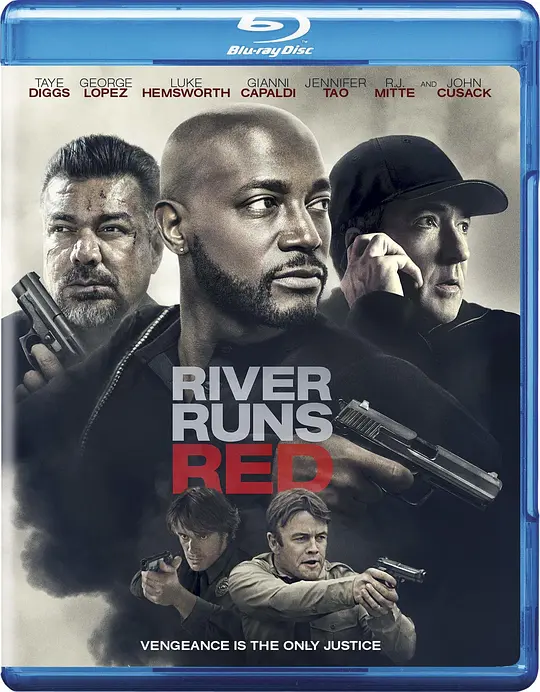 Blu-ray Disc
TAYE GEORGE LUKE GIANNI JENNIFER R.J. AND JOHN
DIGGS LOPEZ HEMSWORTH CAPALDI TAO MITTE CUSACK
RIVER
RUNS
RED
VENGEANCE IS THE ONLY JUSTICE